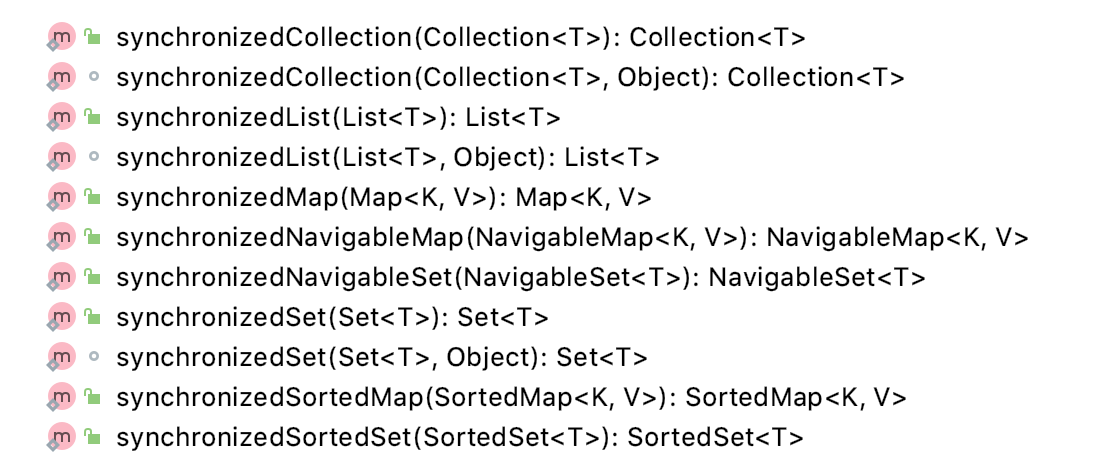 m synchronizedCollection(Collection<T>): Collection<T>
m synchronizedCollection(Collection<T>, Object): Collection<T>
m synchronizedList(List<T>): List<T>
m synchronizedList(List<T>, Object): List<T>
m synchronizedMap(Map<K, V>): Map<K, V>
m synchronizedNavigableMap(NavigableMap<K, V>): NavigableMap<K, V>
m synchronizedNavigableSet(NavigableSet<T>): NavigableSet<T>
m synchronizedSet(Set<T>): Set<T>
m synchronizedSet(Set<T>, Object): Set<T>
m synchronizedSortedMap(SortedMap<K, V>): SortedMap<K, V>
m synchronizedSortedSet(SortedSet<T>): SortedSet<T>